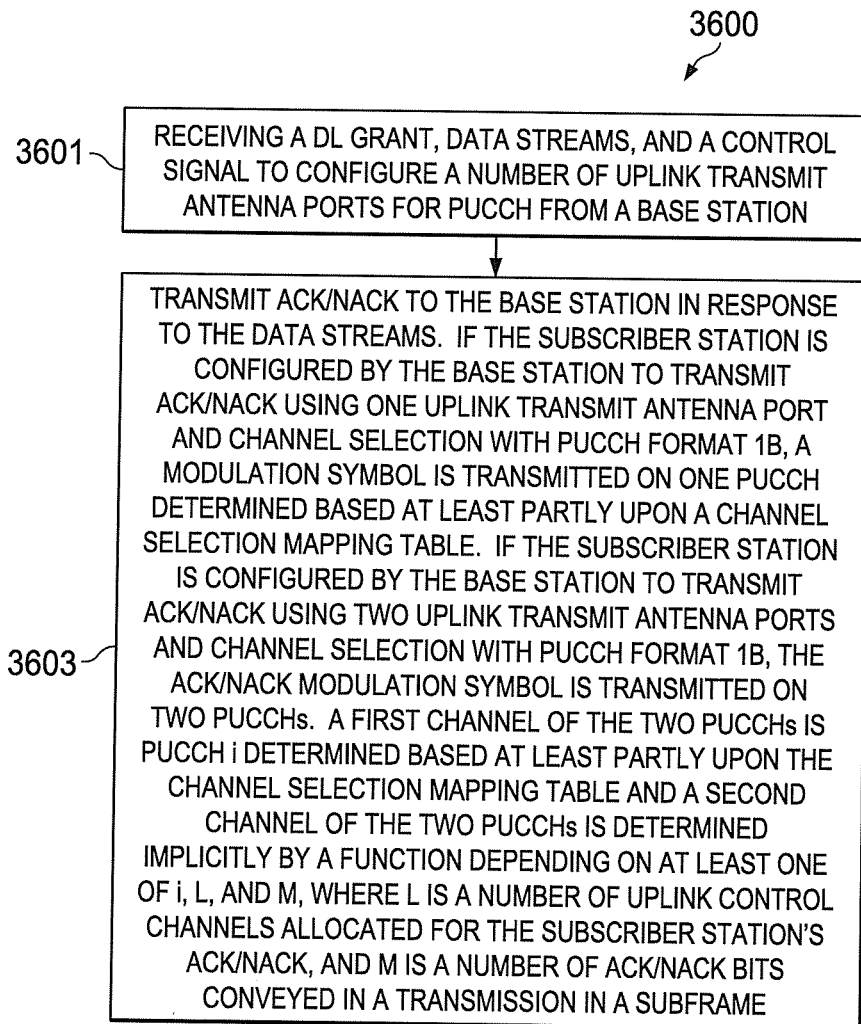 3600
3601
RECEIVING A DL GRANT, DATA STREAMS, AND A CONTROL
SIGNAL TO CONFIGURE A NUMBER OF UPLINK TRANSMIT
ANTENNA PORTS FOR PUCCH FROM A BASE STATION
3603
TRANSMIT ACK/NACK TO THE BASE STATION IN RESPONSE
TO THE DATA STREAMS. IF THE SUBSCRIBER STATION IS
CONFIGURED BY THE BASE STATION TO TRANSMIT
ACK/NACK USING ONE UPLINK TRANSMIT ANTENNA PORT
AND CHANNEL SELECTION WITH PUCCH FORMAT 1B, A
MODULATION SYMBOL IS TRANSMITTED ON ONE PUCCH
DETERMINED BASED AT LEAST PARTLY UPON A CHANNEL
SELECTION MAPPING TABLE. IF THE SUBSCRIBER STATION
IS CONFIGURED BY THE BASE STATION TO TRANSMIT
ACK/NACK USING TWO UPLINK TRANSMIT ANTENNA PORTS
AND CHANNEL SELECTION WITH PUCCH FORMAT 1B, THE
ACK/NACK MODULATION SYMBOL IS TRANSMITTED ON
TWO PUCCHs. A FIRST CHANNEL OF THE TWO PUCCHs IS
PUCCH i DETERMINED BASED AT LEAST PARTLY UPON THE
CHANNEL SELECTION MAPPING TABLE AND A SECOND
CHANNEL OF THE TWO PUCCHs IS DETERMINED
IMPLICITLY BY A FUNCTION DEPENDING ON AT LEAST ONE
OF i, L, AND M, WHERE L IS A NUMBER OF UPLINK CONTROL
CHANNELS ALLOCATED FOR THE SUBSCRIBER STATION'S
ACK/NACK, AND M IS A NUMBER OF ACK/NACK BITS
CONVEYED IN A TRANSMISSION IN A SUBFRAME